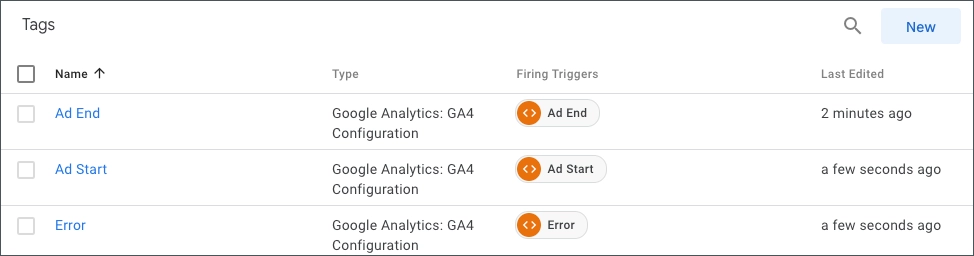 Tags
New
Name Type Firing Triggers Last Edited
Ad End Google Analytics: GA4 Ad End 2 minutes ago
Configuration
Ad Start Google Analytics: GA4 Ad Start a few seconds ago
Configuration
Error Google Analytics: GA4 Error a few seconds ago
Configuration